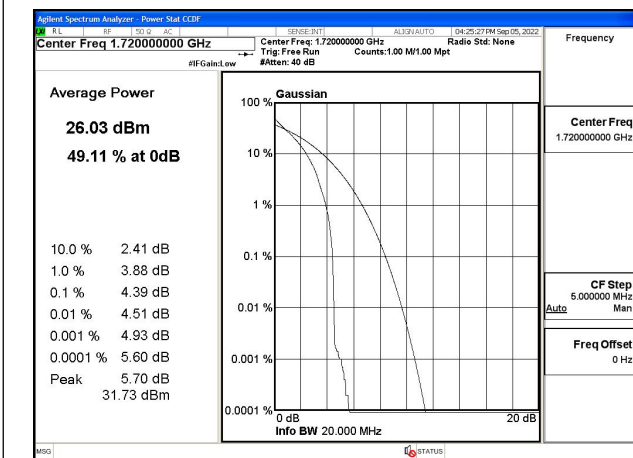 Agilent Spectrum Analyzer - Power Stat CCDF
LXI RL RF 50 Ω AC SENSE:INT ALIGN AUTO 04:25:27 PM Sep 05, 2022
Center Freq 1.720000000 GHz
Center Freq: 1.720000000 GHz Radio Std: None
Trig: Free Run Counts:1.00 M/1.00 Mpt
#IFGain:Low #Atten: 40 dB
Frequency
Average Power
26.03 dBm
49.11 % at 0dB
10.0 % 2.41 dB
1.0 % 3.88 dB
0.1 % 4.39 dB
0.01 % 4.51 dB
0.001 % 4.93 dB
0.0001 % 5.60 dB
Peak 5.70 dB
31.73 dBm
Gaussian
100 %
10 %
1 %
0.1 %
0.01 %
0.001 %
0.0001 %
0 dB 20 dB
Info BW 20.000 MHz
Center Freq
1.720000000 GHz
CF Step
5.000000 MHz
Auto Man
Freq Offset
0 Hz
MSG STATUS